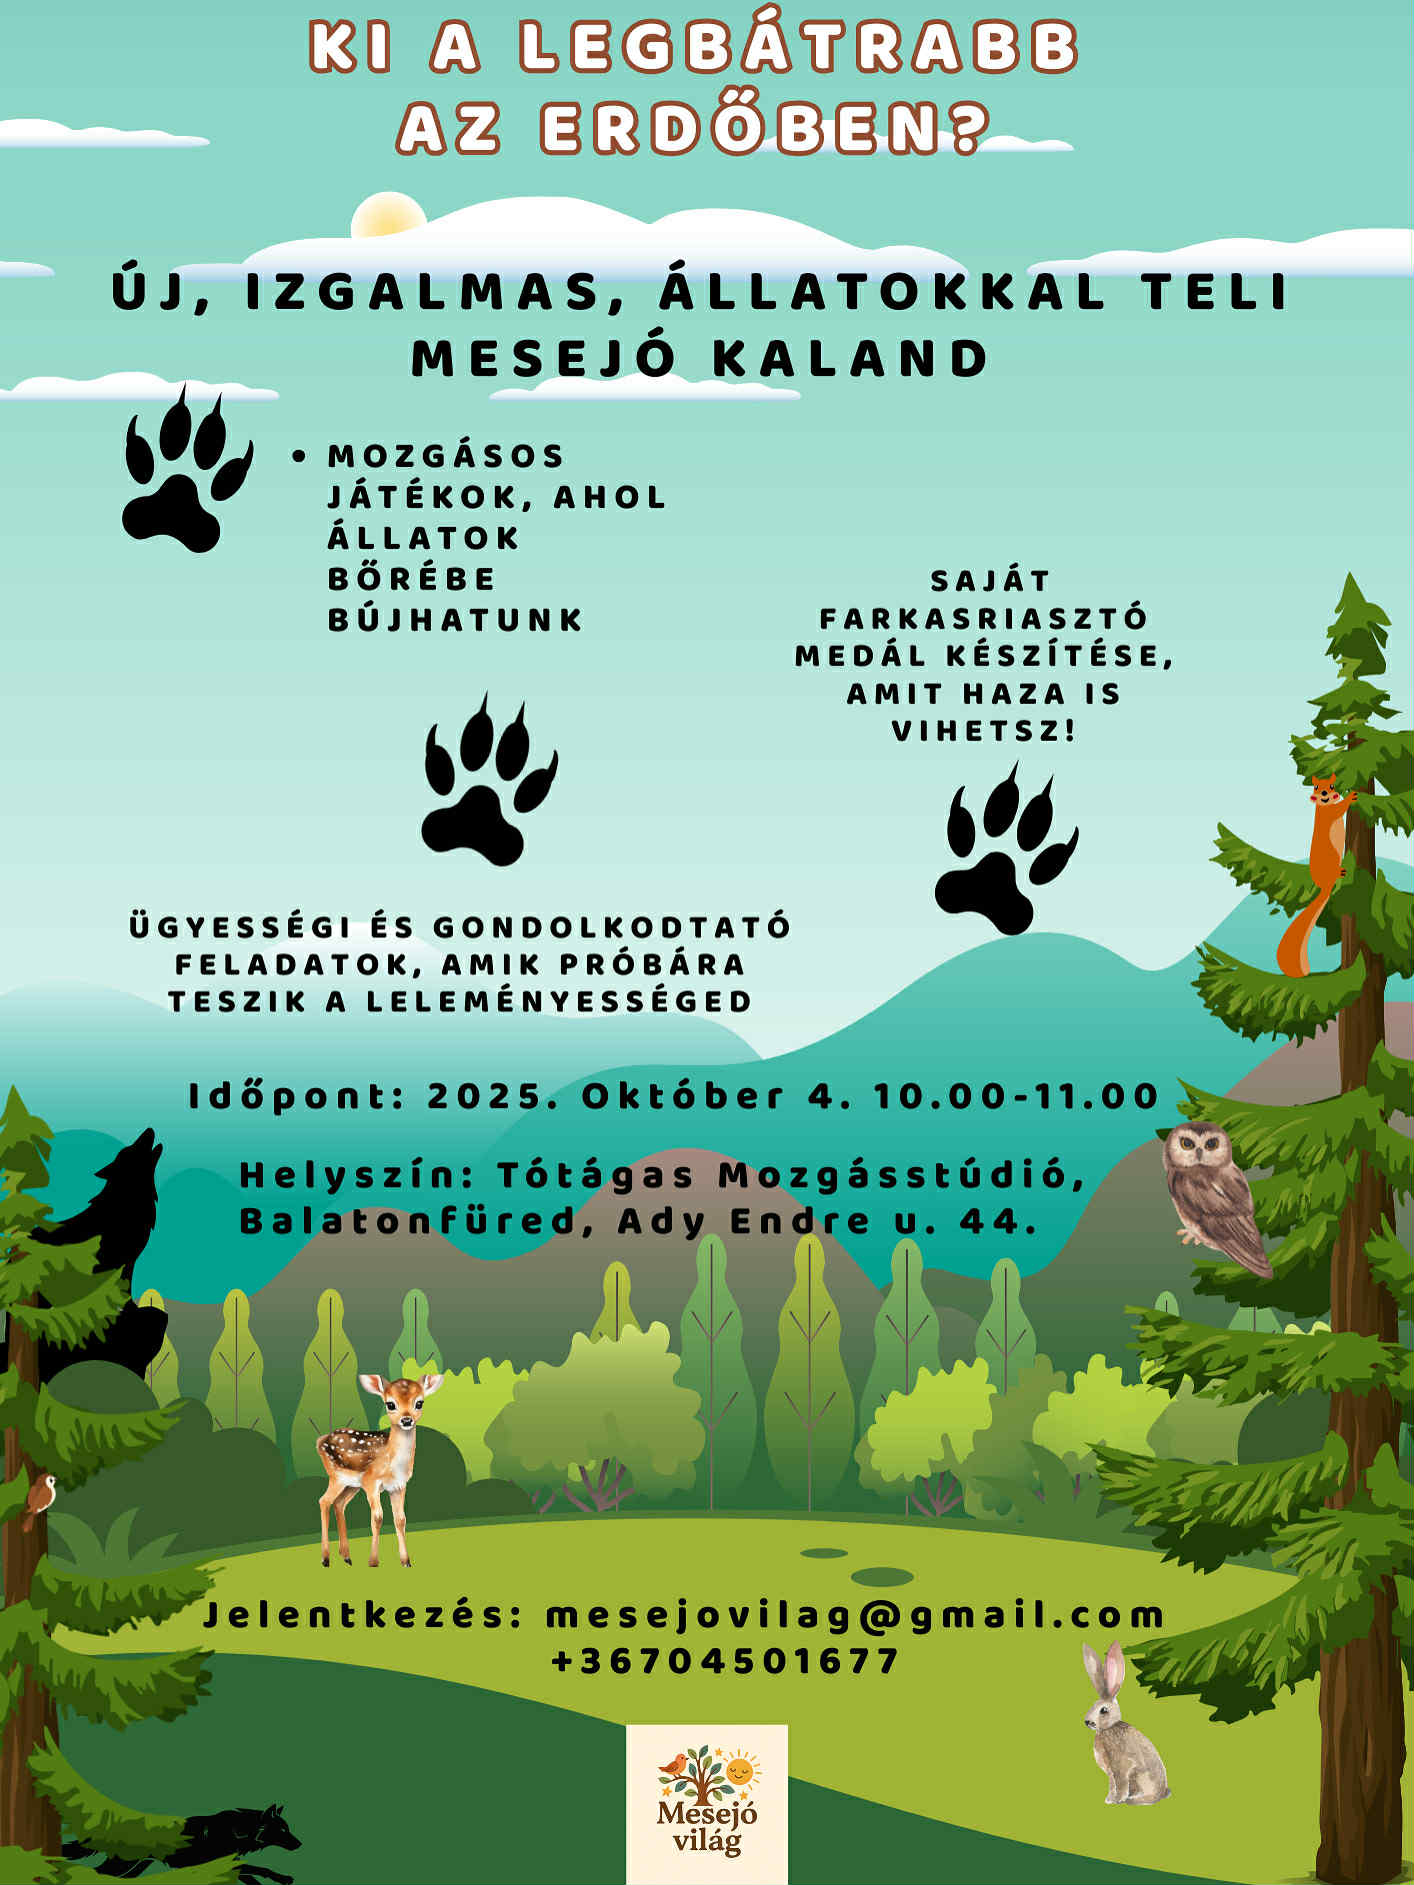 KI A LEGBÁTRABB
AZ ERDŐBEN?
ÚJ, IZGALMAS, ÁLLATOKKAL TELI
MESEJÓ KALAND
• MOZGÁSOS
JÁTÉKOK, AHOL
ÁLLATOK
BŐRÉBE
BÚJHATUNK
SAJÁT
FARKASRIASZTÓ
MEDÁL KÉSZÍTÉSE,
AMIT HAZA IS
VIHETSZ!
ÜGYESSÉGI ÉS GONDOLKODTATÓ
FELADATOK, AMIK PRÓBÁRA
TESZIK A LELEMÉNYESSÉGED
Időpont: 2025. Október 4. 10.00-11.00
Helyszín: Tótágas Mozgásstúdió,
Balatonfüred, Ady Endre u. 44.
Jelentkezés: mesejovilag@gmail.com
+36704501677
Mesejó
világ